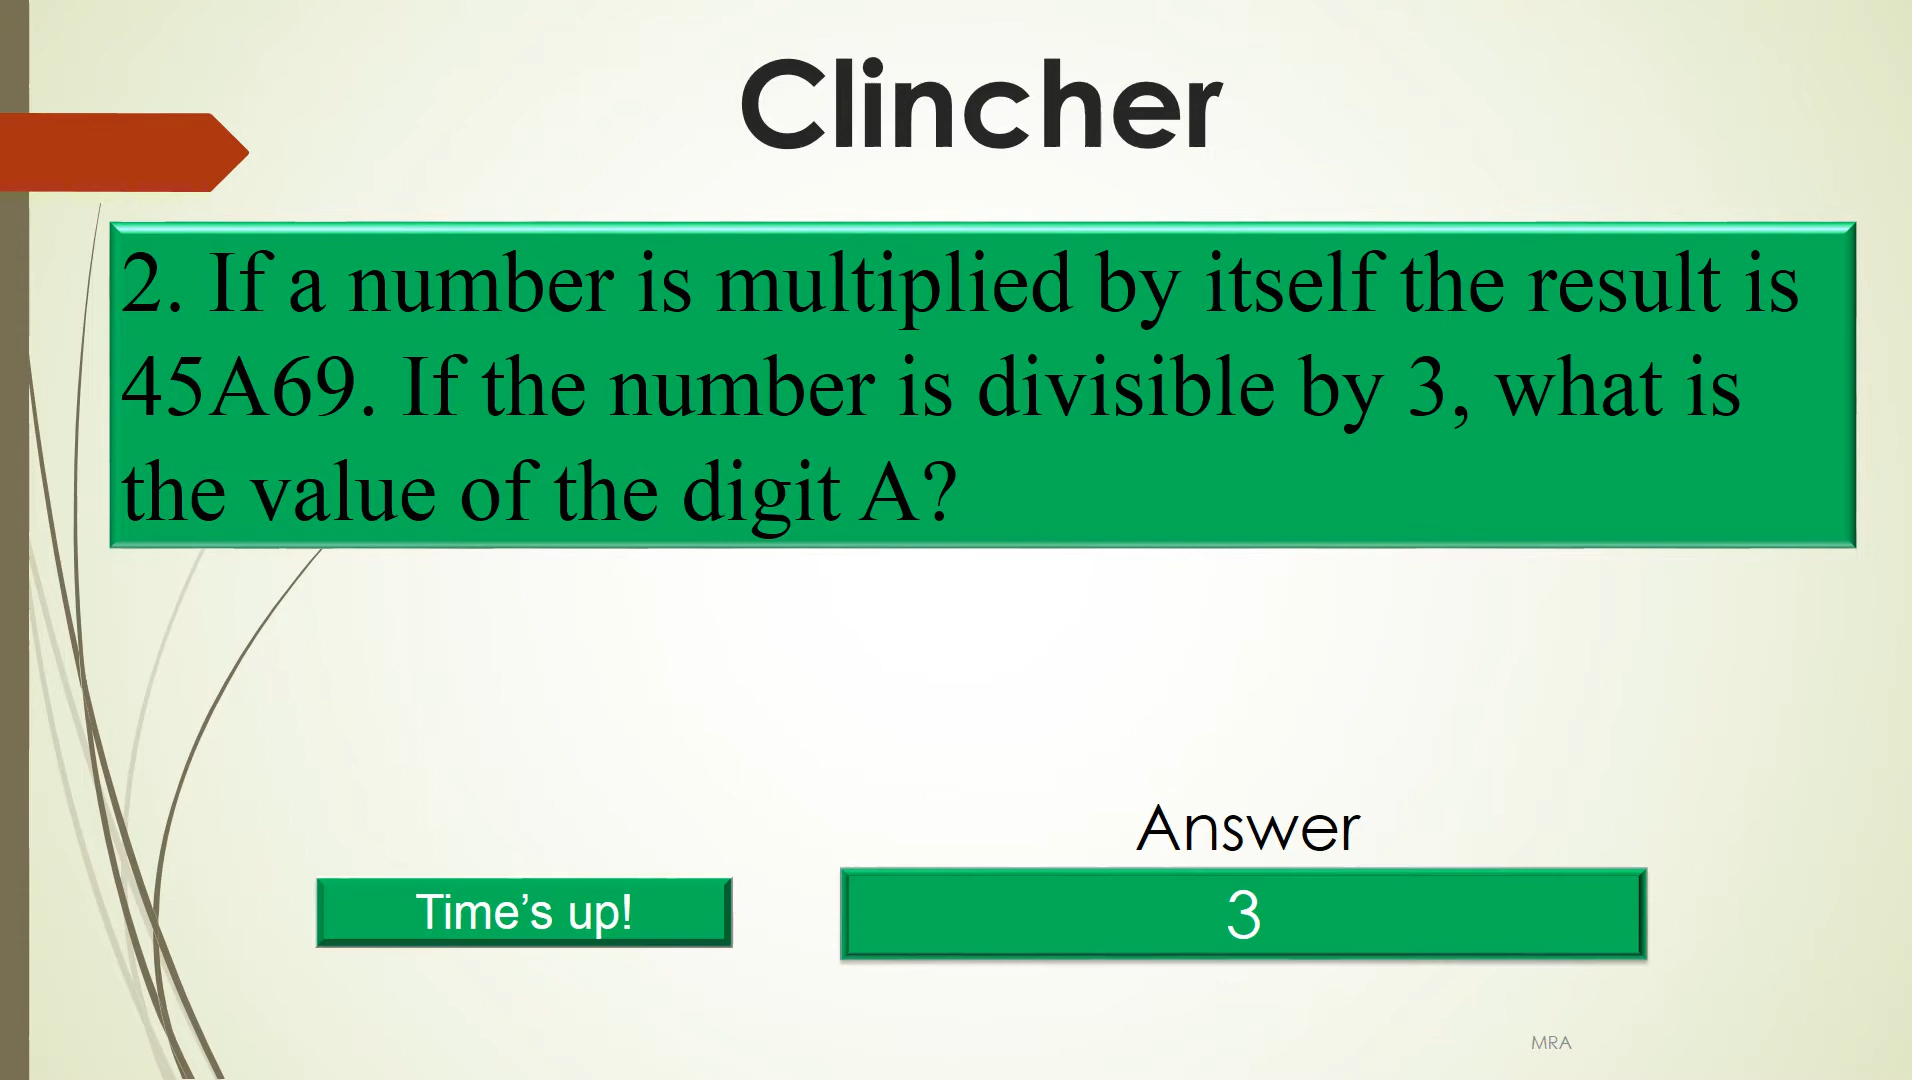 Clincher
2. If a number is multiplied by itself the result is
45A69. If the number is divisible by 3, what is
the value of the digit A?
Answer
Time’s up!
3
MRA